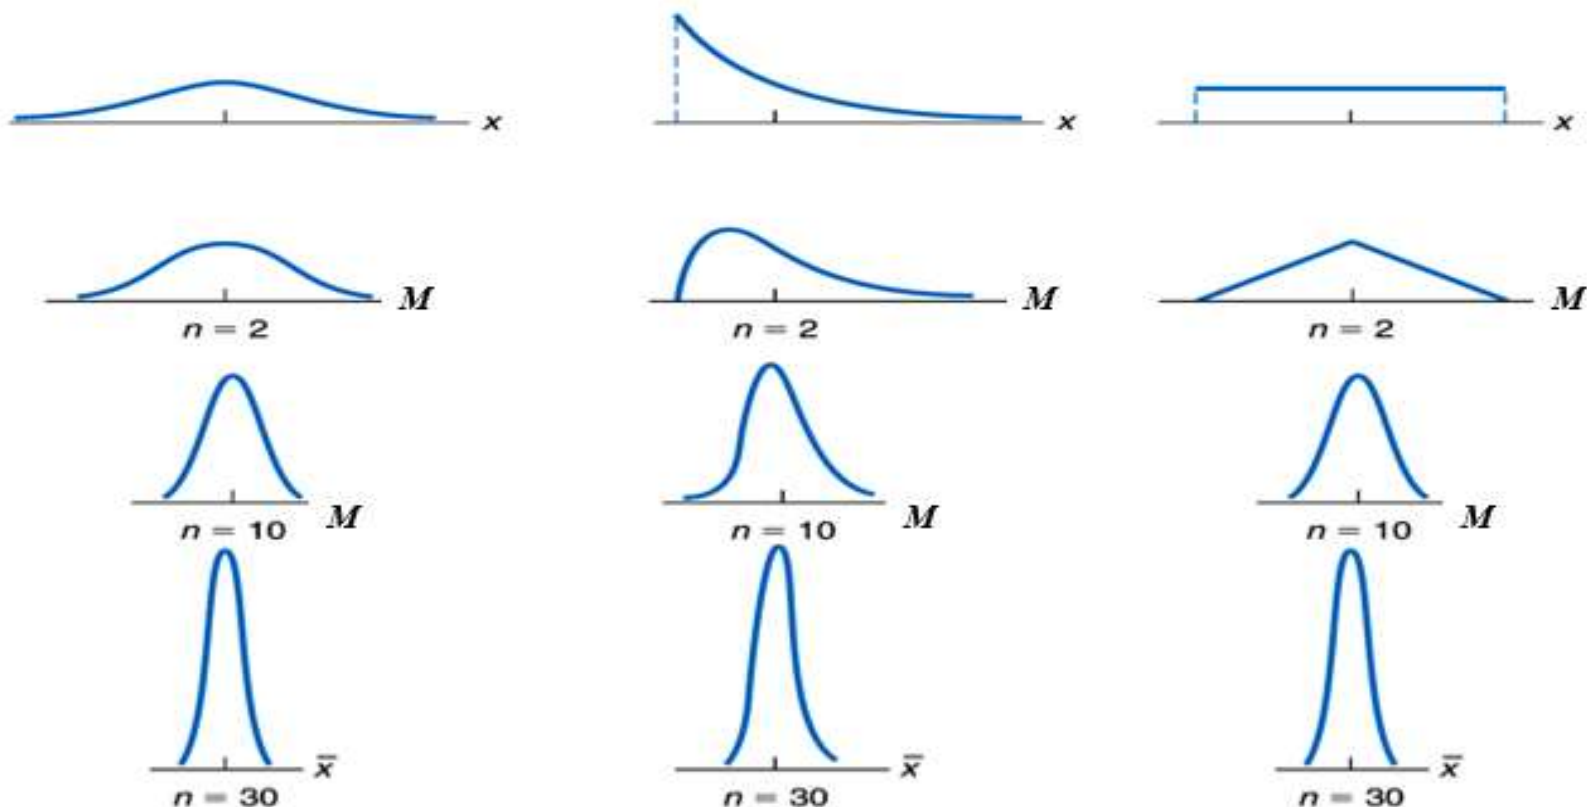 x x x
M M M
n = 2 n = 2 n = 2
M M M
n = 10 n = 10 n = 10
x̄ x̄ x̄
n = 30 n = 30 n = 30